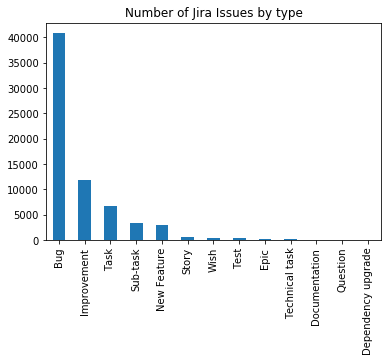 Number of Jira Issues by type
40000
35000
30000
25000
20000
15000
10000
5000
0
Bug
Improvement
Task
Sub-task
New Feature
Story
Wish
Test
Epic
Technical task
Documentation
Question
Dependency upgrade